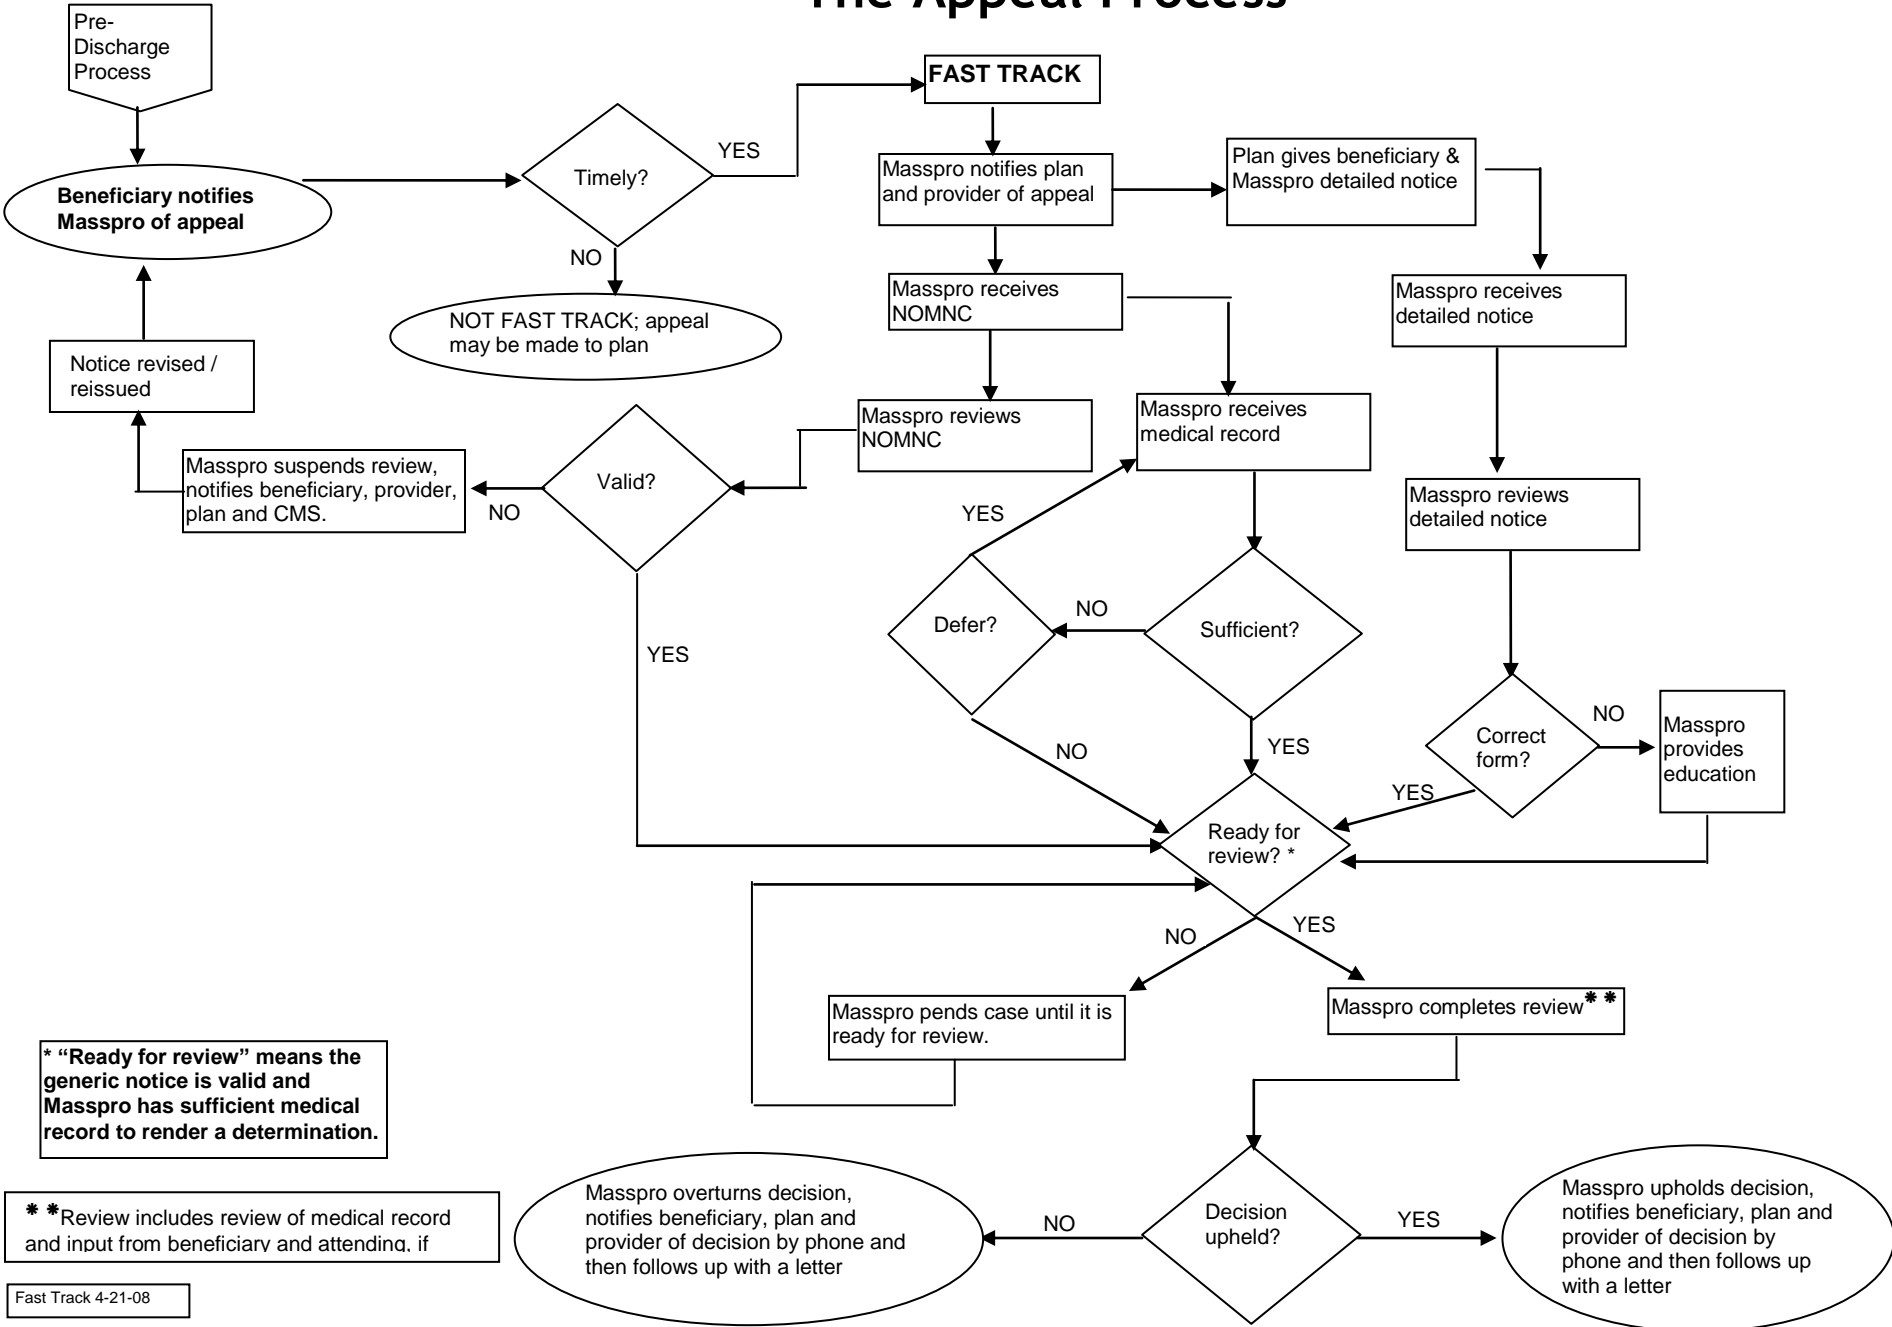 The Appeal Process
Pre-
Discharge
Process
FAST TRACK
YES
Timely?
Plan gives beneficiary &
Masspro detailed notice
Masspro notifies plan
and provider of appeal
Beneficiary notifies
Masspro of appeal
NO
NOT FAST TRACK; appeal
may be made to plan
Masspro receives
NOMNC
Masspro receives
detailed notice
Notice revised /
reissued
Masspro reviews
NOMNC
Masspro receives
medical record
Masspro suspends review,
notifies beneficiary, provider,
plan and CMS.
NO
Valid?
YES
Masspro reviews
detailed notice
Defer?
NO
Sufficient?
YES
NO
YES
Correct
form?
NO
Masspro
provides
education
YES
Ready for
review? *
NO
YES
Masspro pends case until it is
ready for review.
Masspro completes review**
* “Ready for review” means the
generic notice is valid and
Masspro has sufficient medical
record to render a determination.
**Review includes review of medical record
and input from beneficiary and attending, if
Fast Track 4-21-08
Masspro overturns decision,
notifies beneficiary, plan and
provider of decision by phone and
then follows up with a letter
NO
Decision
upheld?
YES
Masspro upholds decision,
notifies beneficiary, plan and
provider of decision by
phone and then follows up
with a letter